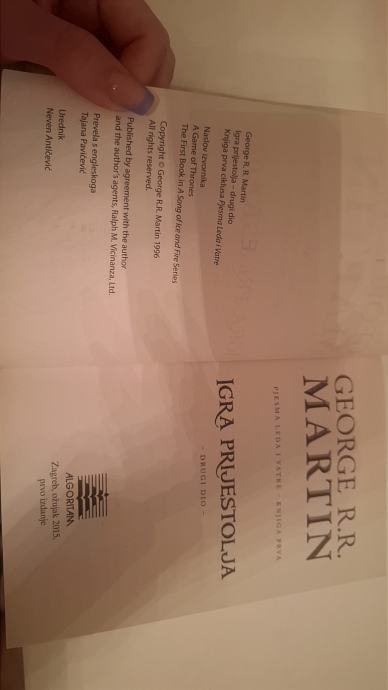 George R. R. Martin
Igra prijestolja – drugi dio
Knjiga prva ciklusa Pjesma Leda i Vatre
Naslov izvornika
A Game of Thrones
The First Book in A Song of Ice and Fire Series
Copyright © George R.R. Martin 1996
All rights reserved.
Published by agreement with the author
and the author's agents, Ralph M. Vicinanza, Ltd.
Prevela s engleskoga
Tajana Pavičević
Urednik
Neven Antičević
GEORGE R.R.
MARTIN
PJESMA LEDA I VATRE – KNJIGA PRVA
IGRA PRIJESTOLJA
– DRUGI DIO –
ALGORITAM
Zagreb, ožujak 2015.
prvo izdanje